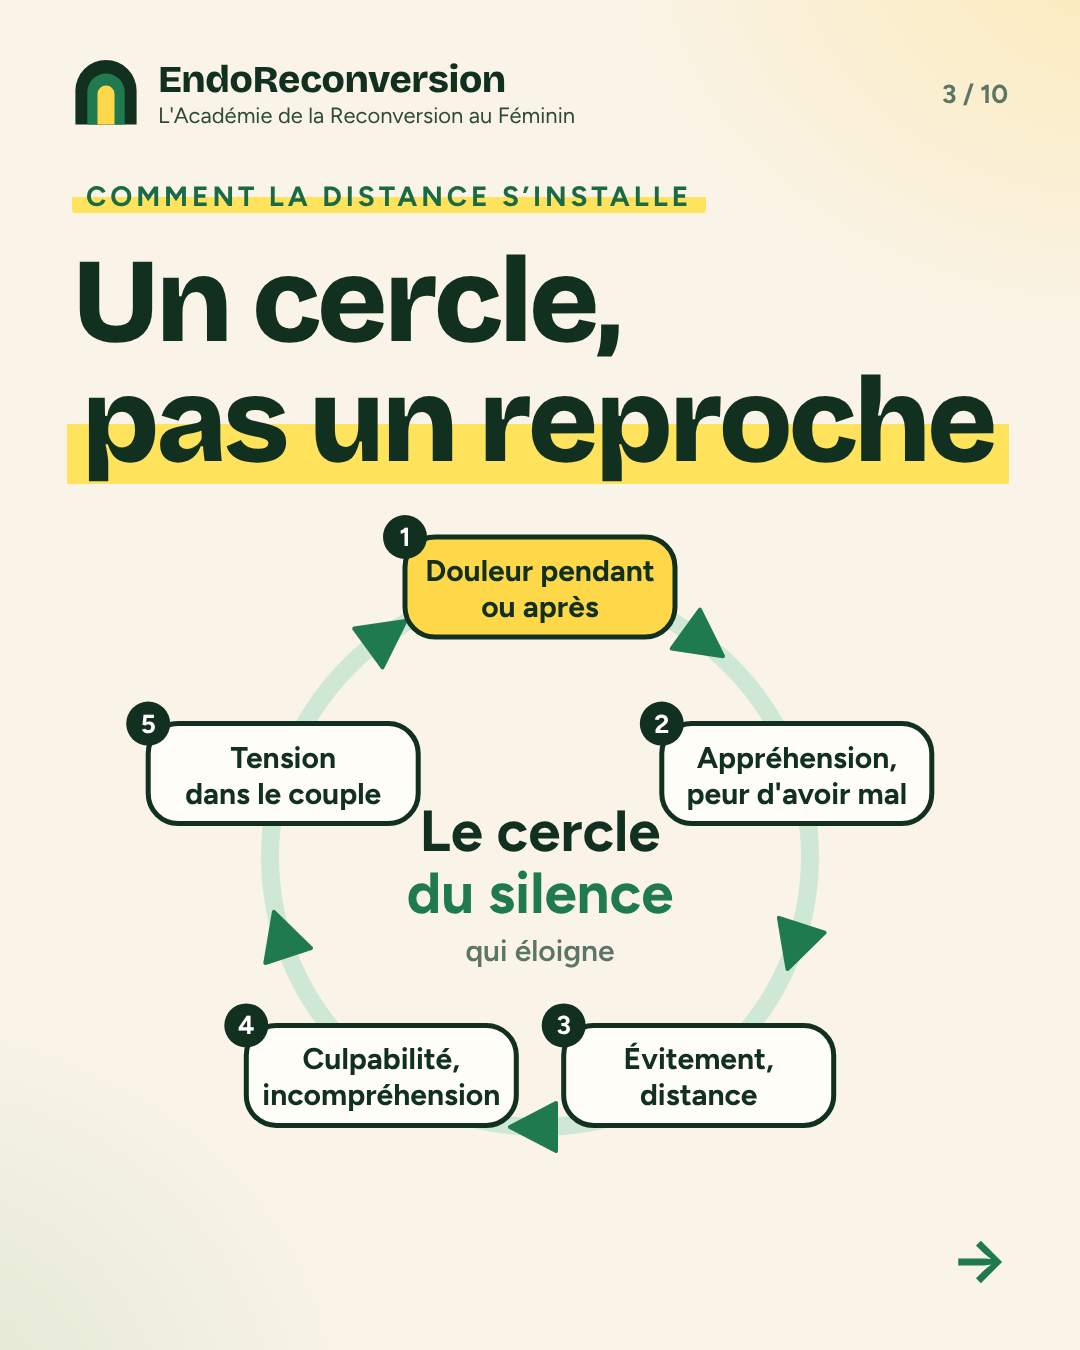 EndoReconversion
L'Académie de la Reconversion au Féminin
3 / 10
COMMENT LA DISTANCE S’INSTALLE
Un cercle,
pas un reproche
1
Douleur pendant
ou après
2
Appréhension,
peur d'avoir mal
3
Évitement,
distance
4
Culpabilité,
incompréhension
5
Tension
dans le couple
Le cercle
du silence
qui éloigne